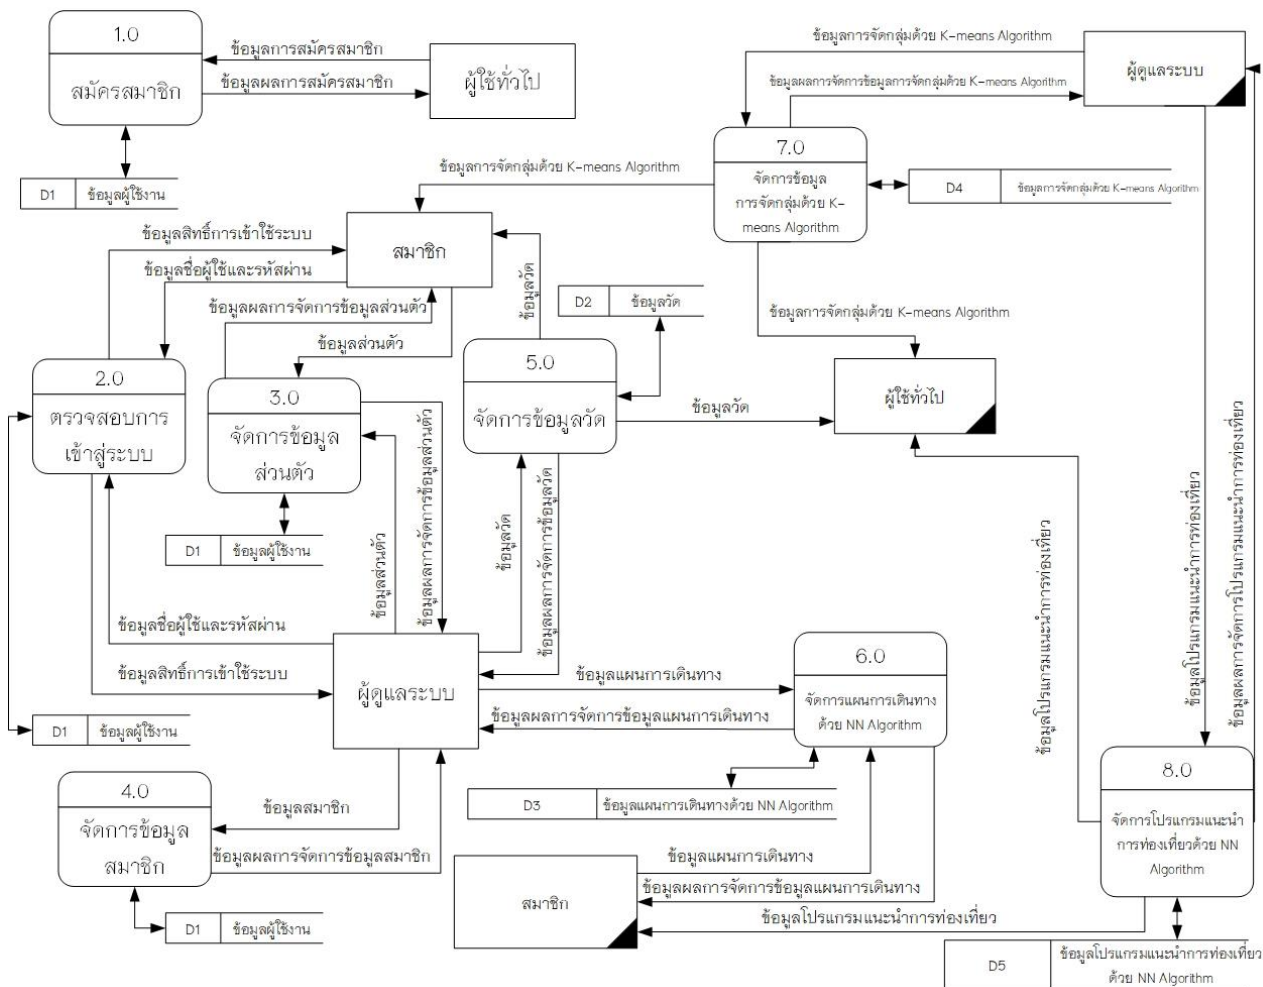 1.0
สมัครสมาชิก
ข้อมูลการสมัครสมาชิก
ข้อมูลผลการสมัครสมาชิก
ผู้ใช้ทั่วไป
D1
ข้อมูลผู้ใช้งาน
ข้อมูลการจัดกลุ่มด้วย K-means Algorithm
ข้อมูลผลการจัดการข้อมูลการจัดกลุ่มด้วย K-means Algorithm
ผู้ดูแลระบบ
7.0
จัดการข้อมูล
การจัดกลุ่มด้วย K-
means Algorithm
ข้อมูลการจัดกลุ่มด้วย K-means Algorithm
D4
ข้อมูลการจัดกลุ่มด้วย K-means Algorithm
สมาชิก
ข้อมูลสิทธิ์การเข้าใช้ระบบ
ข้อมูลชื่อผู้ใช้และรหัสผ่าน
ข้อมูลผลการจัดการข้อมูลส่วนตัว
ข้อมูลส่วนตัว
ข้อมูลวัด
D2
ข้อมูลวัด
ข้อมูลการจัดกลุ่มด้วย K-means Algorithm
2.0
ตรวจสอบการ
เข้าสู่ระบบ
3.0
จัดการข้อมูล
ส่วนตัว
5.0
จัดการข้อมูลวัด
ข้อมูลวัด
ผู้ใช้ทั่วไป
D1
ข้อมูลผู้ใช้งาน
ข้อมูลส่วนตัว
ข้อมูลผลการจัดการข้อมูลส่วนตัว
ข้อมูลวัด
ข้อมูลผลการจัดการข้อมูลวัด
ข้อมูลโปรแกรมแนะนำการท่องเที่ยว
ข้อมูลโปรแกรมแนะนำการท่องเที่ยว
ข้อมูลผลการจัดการโปรแกรมแนะนำการท่องเที่ยว
ข้อมูลชื่อผู้ใช้และรหัสผ่าน
ข้อมูลสิทธิ์การเข้าใช้ระบบ
ผู้ดูแลระบบ
ข้อมูลแผนการเดินทาง
ข้อมูลผลการจัดการข้อมูลแผนการเดินทาง
6.0
จัดการแผนการเดินทาง
ด้วย NN Algorithm
D1
ข้อมูลผู้ใช้งาน
4.0
จัดการข้อมูล
สมาชิก
ข้อมูลสมาชิก
ข้อมูลผลการจัดการข้อมูลสมาชิก
D3
ข้อมูลแผนการเดินทางด้วย NN Algorithm
8.0
จัดการโปรแกรมแนะนำ
การท่องเที่ยวด้วย NN
Algorithm
สมาชิก
ข้อมูลแผนการเดินทาง
ข้อมูลผลการจัดการข้อมูลแผนการเดินทาง
ข้อมูลโปรแกรมแนะนำการท่องเที่ยว
D1
ข้อมูลผู้ใช้งาน
D5
ข้อมูลโปรแกรมแนะนำการท่องเที่ยว
ด้วย NN Algorithm